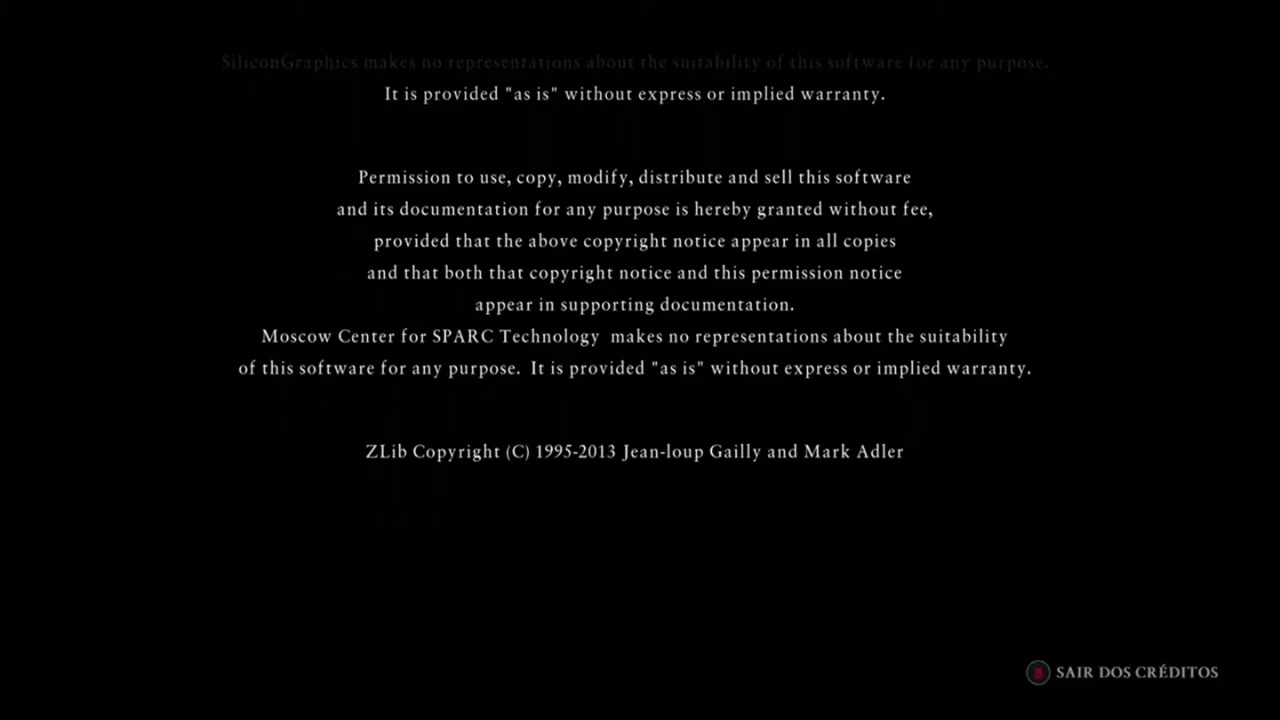 SiliconGraphics makes no representations about the suitability of this software for any purpose.
It is provided "as is" without express or implied warranty.
Permission to use, copy, modify, distribute and sell this software
and its documentation for any purpose is hereby granted without fee,
provided that the above copyright notice appear in all copies
and that both that copyright notice and this permission notice
appear in supporting documentation.
Moscow Center for SPARC Technology  makes no representations about the suitability
of this software for any purpose.  It is provided "as is" without express or implied warranty.
ZLib Copyright (C) 1995-2013 Jean-loup Gailly and Mark Adler
SAIR DOS CRÉDITOS